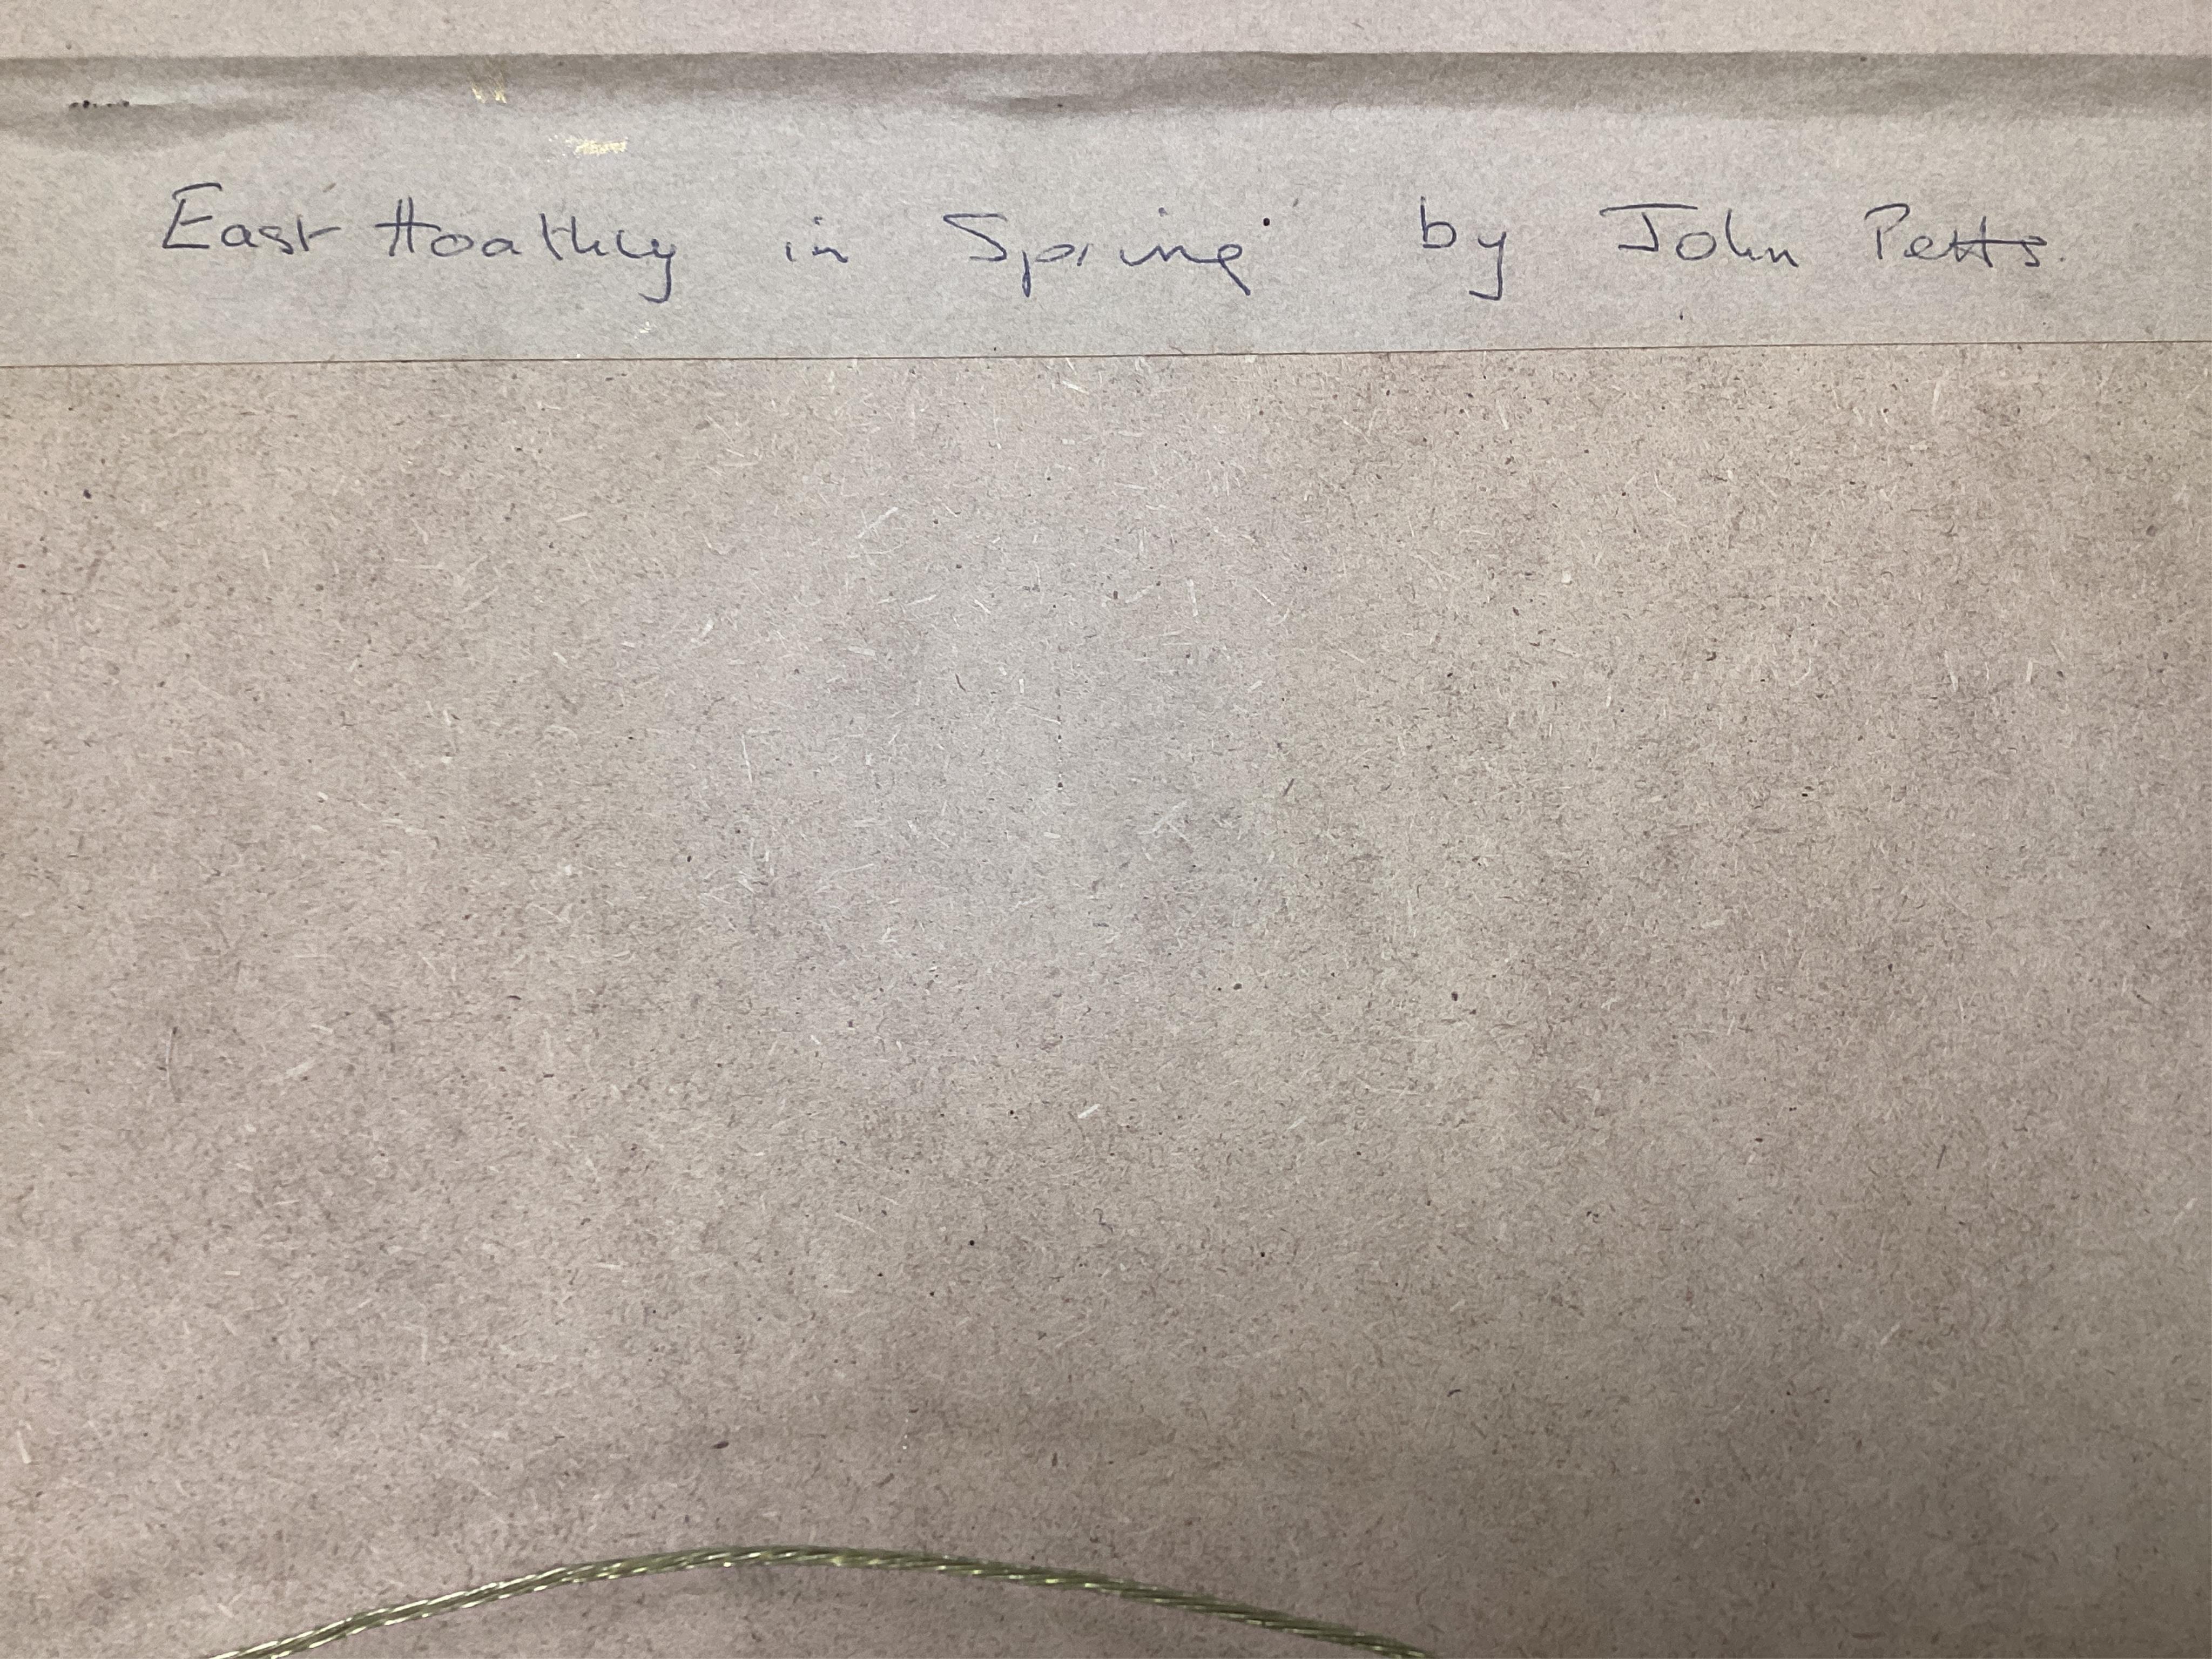 East Hoathly in Spring by John Petts.